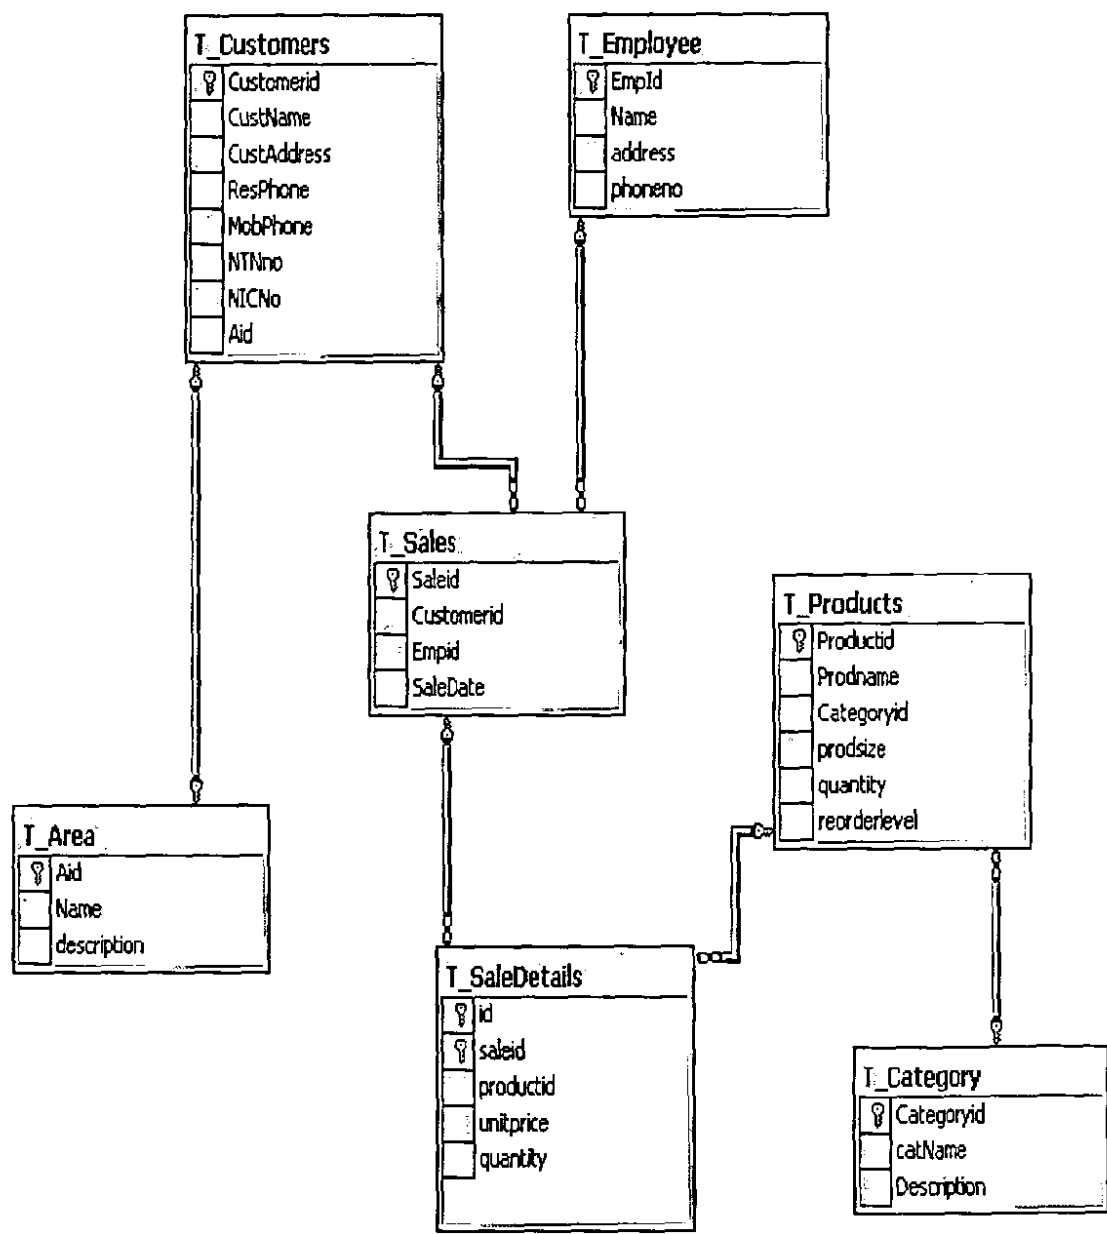 T_Customers
Customerid
CustName
CustAddress
ResPhone
MobPhone
NTNno
NICNo
Aid
T_Employee
EmpId
Name
address
phoneno
T_Sales
Saleid
Customerid
Empid
SaleDate
T_Products
Productid
Prodname
Categoryid
prodsize
quantity
reorderlevel
T_Area
Aid
Name
description
T_SaleDetails
id
saleid
productid
unitprice
quantity
T_Category
Categoryid
catName
Description